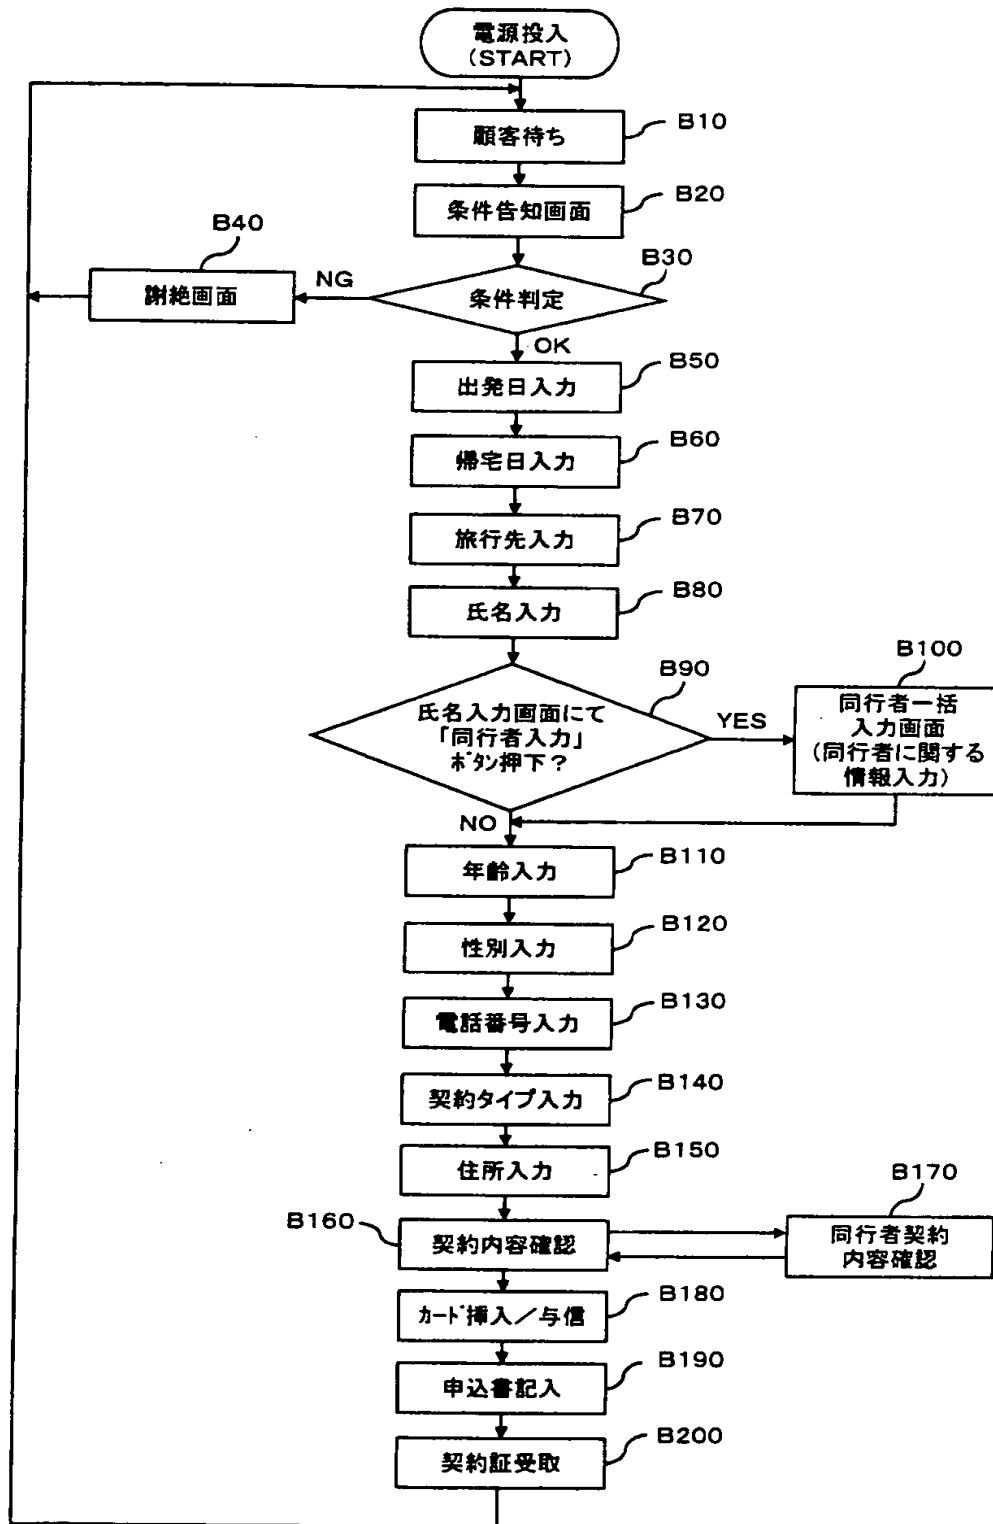 電源投入
(START)
B10
顧客待ち
B20
条件告知画面
B40
B30
謝絶画面
NG
条件判定
OK
B50
出発日入力
B60
帰宅日入力
B70
旅行先入力
B80
氏名入力
B90
B100
氏名入力画面にて
「同行者入力」
ボタン押下?
YES
同行者一括
入力画面
(同行者に関する
情報入力)
NO
B110
年齢入力
B120
性別入力
B130
電話番号入力
B140
契約タイプ入力
B150
住所入力
B160
B170
契約内容確認
同行者契約
内容確認
B180
カード挿入/与信
B190
申込書記入
B200
契約証受取